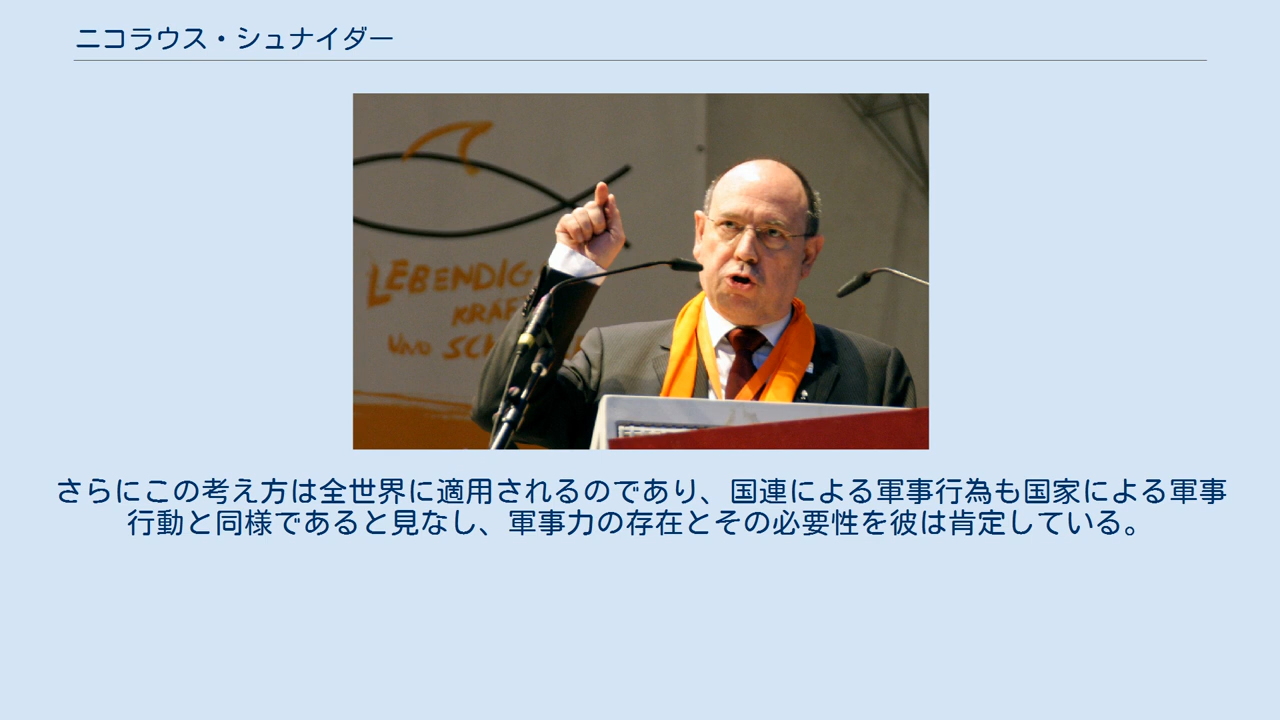 ニコラウス・シュナイダー
LEBENDIG
KRAF
UND SCH
さらにこの考え方は全世界に適用されるのであり、国連による軍事行為も国家による軍事
行動と同様であると見なし、軍事力の存在とその必要性を彼は肯定している。